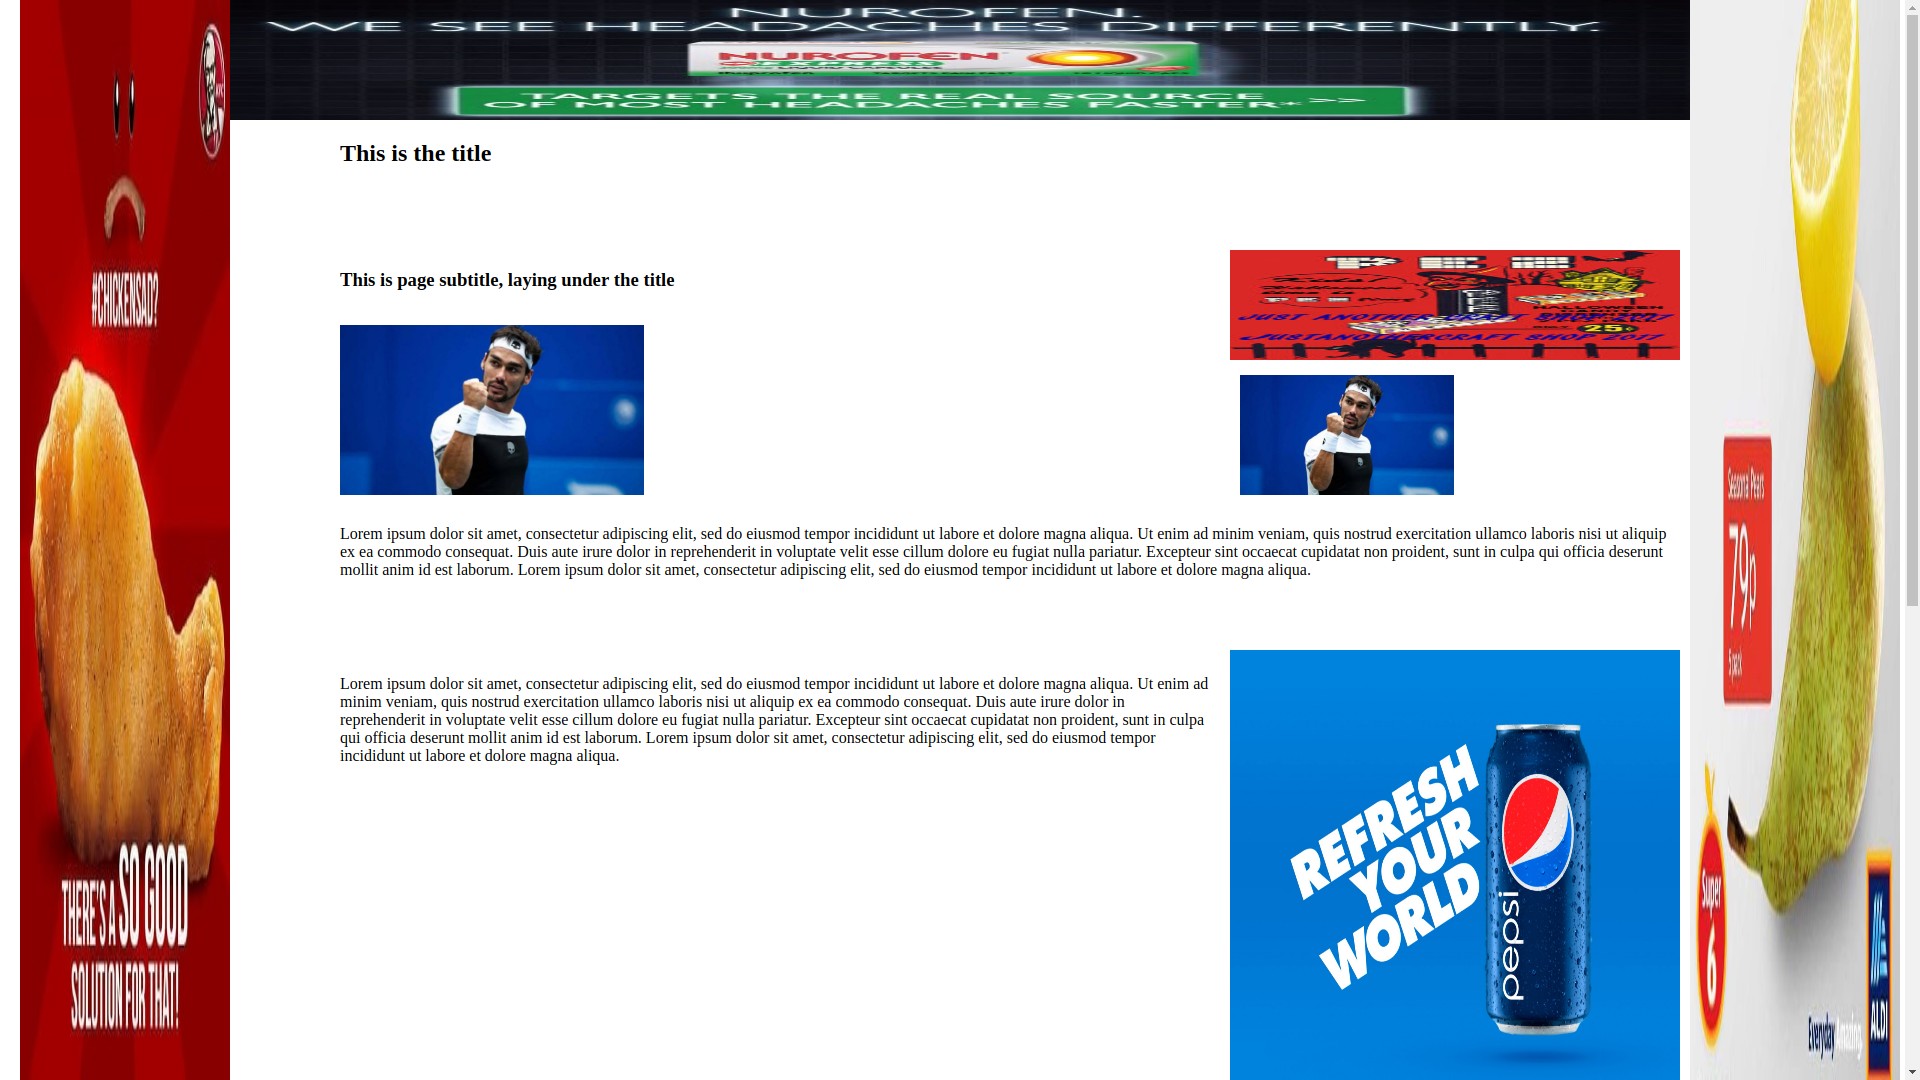 NUROFEN.
WE SEE HEADACHES DIFFERENTLY.
NUROFEN
TARGETS THE REAL SOURCE
OF MOST HEADACHES FASTER*>>
KFC
#CHICKENSAD?
THERE'S A SO GOOD
SOLUTION FOR THAT!
This is the title
This is page subtitle, laying under the title
PEZ
PEZ
HALLOWEEN
25¢
JUST ANOTHER CRAFT SHOP 2017
JUSTANOTHERCRAFT SHOP 2017
Lorem ipsum dolor sit amet, consectetur adipiscing elit, sed do eiusmod tempor incididunt ut labore et dolore magna aliqua. Ut enim ad minim veniam, quis nostrud exercitation ullamco laboris nisi ut aliquip
ex ea commodo consequat. Duis aute irure dolor in reprehenderit in voluptate velit esse cillum dolore eu fugiat nulla pariatur. Excepteur sint occaecat cupidatat non proident, sunt in culpa qui officia deserunt
mollit anim id est laborum. Lorem ipsum dolor sit amet, consectetur adipiscing elit, sed do eiusmod tempor incididunt ut labore et dolore magna aliqua.
Lorem ipsum dolor sit amet, consectetur adipiscing elit, sed do eiusmod tempor incididunt ut labore et dolore magna aliqua. Ut enim ad
minim veniam, quis nostrud exercitation ullamco laboris nisi ut aliquip ex ea commodo consequat. Duis aute irure dolor in
reprehenderit in voluptate velit esse cillum dolore eu fugiat nulla pariatur. Excepteur sint occaecat cupidatat non proident, sunt in culpa
qui officia deserunt mollit anim id est laborum. Lorem ipsum dolor sit amet, consectetur adipiscing elit, sed do eiusmod tempor
incididunt ut labore et dolore magna aliqua.
REFRESH
YOUR
WORLD
pepsi
Seasonal Pears
79p
6 pack
Super
6
Everyday Amazing.
ALDI